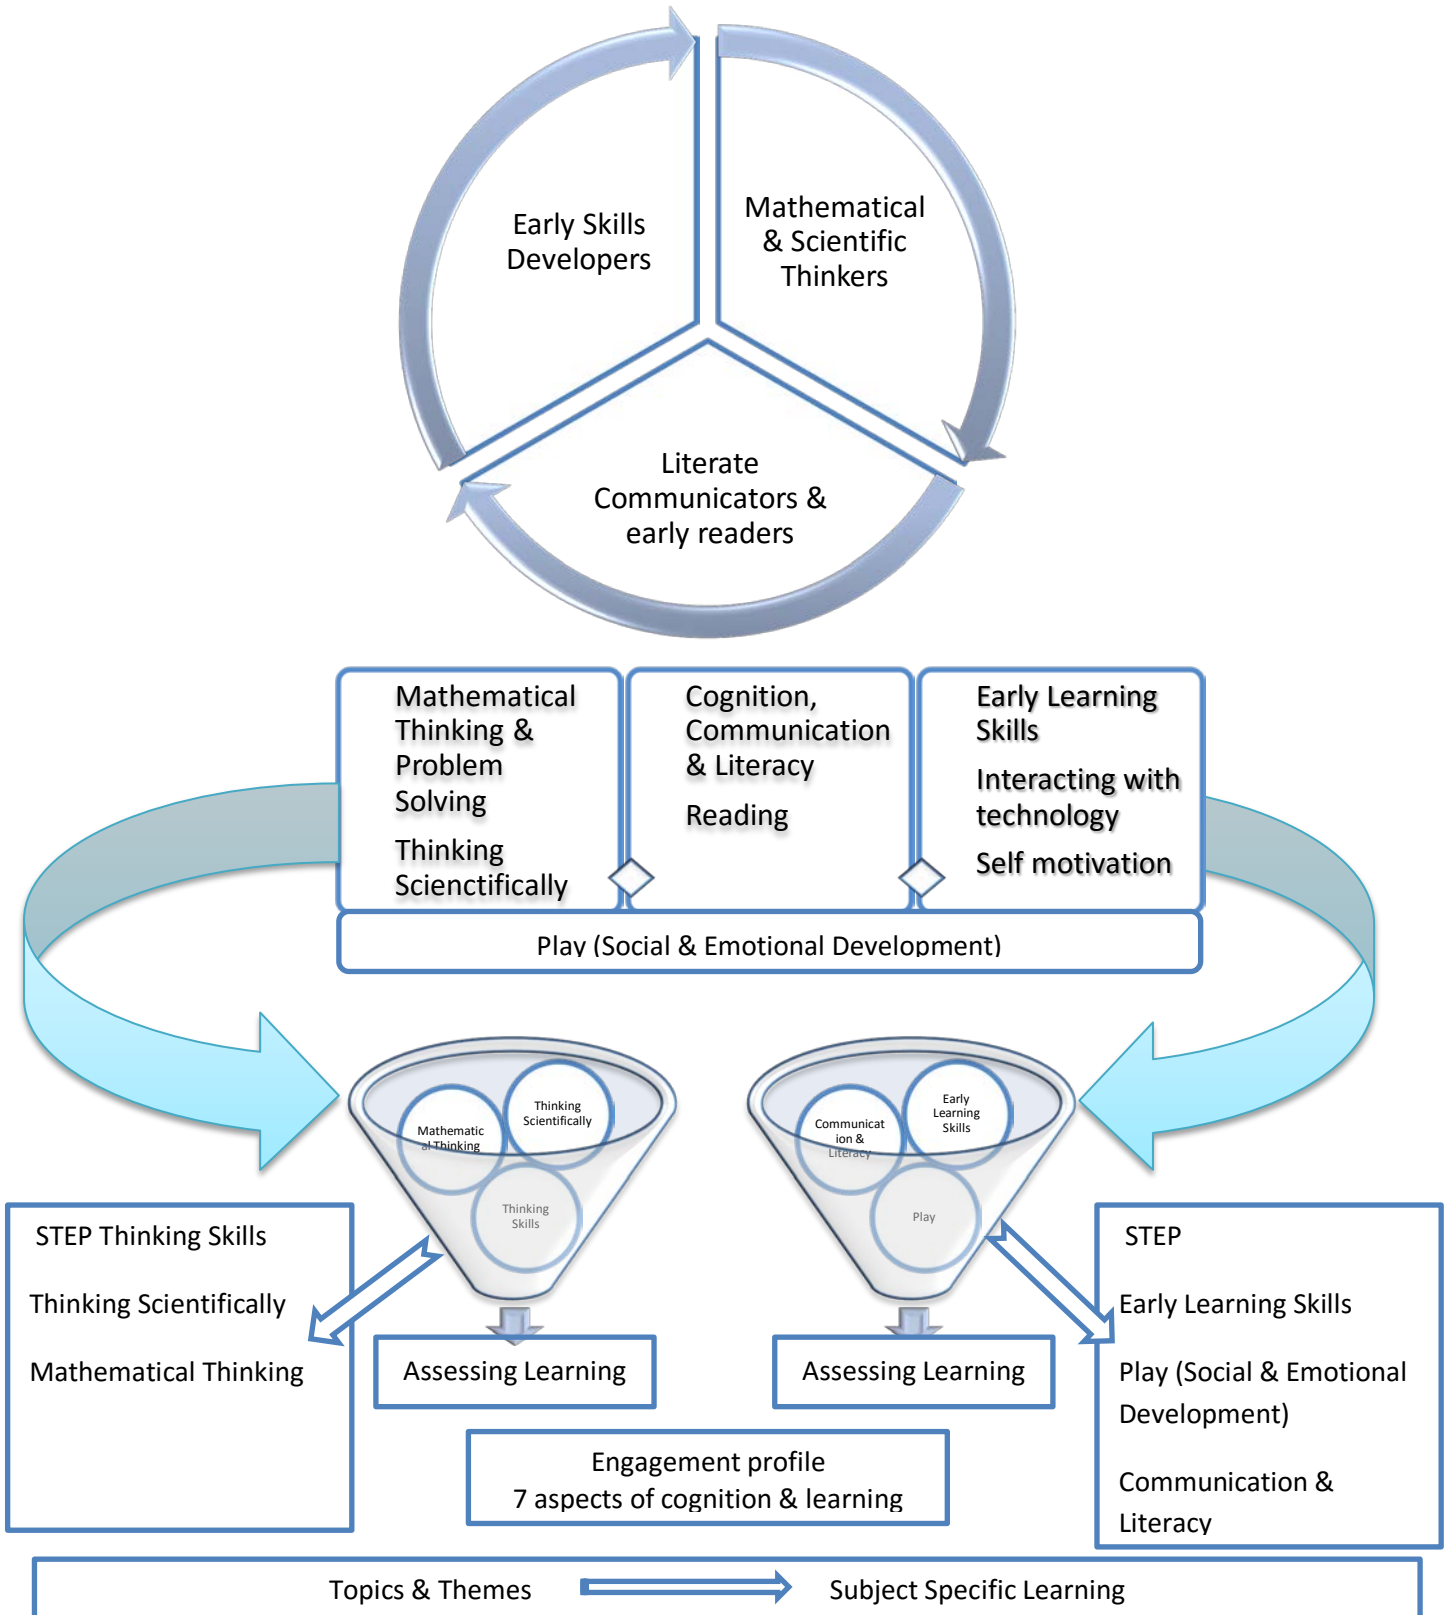 Early Skills
Developers
Mathematical
& Scientific
Thinkers
Literate
Communicators &
early readers
Mathematical
Thinking &
Problem
Solving
Thinking
Scienctifically
Cognition,
Communication
& Literacy
Reading
Early Learning
Skills
Interacting with
technology
Self motivation
Play (Social & Emotional Development)
Mathematic
al Thinking
Thinking
Scientifically
Thinking
Skills
Communicat
ion &
Literacy
Early
Learning
Skills
Play
STEP Thinking Skills
Thinking Scientifically
Mathematical Thinking
Assessing Learning
Assessing Learning
STEP
Early Learning Skills
Play (Social & Emotional
Development)
Communication &
Literacy
Engagement profile
7 aspects of cognition & learning
Topics & Themes
Subject Specific Learning